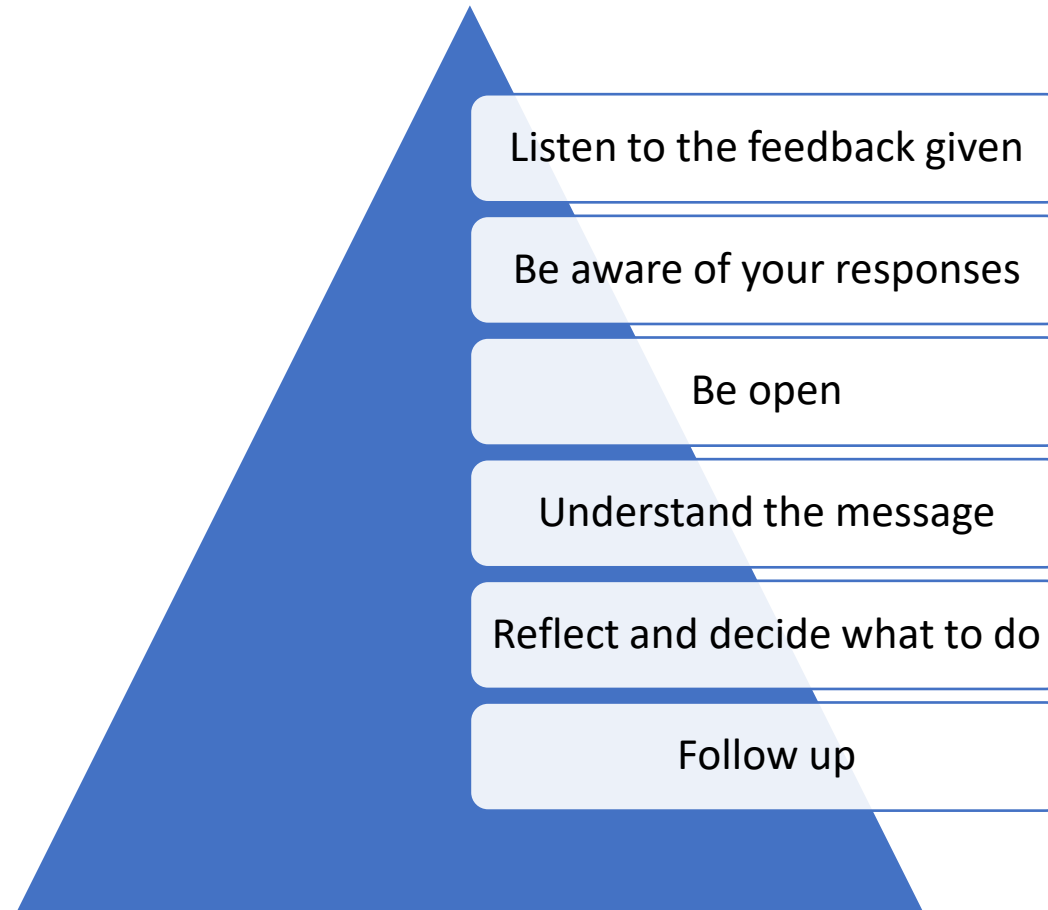 Listen to the feedback given
Be aware of your responses
Be open
Understand the message
Reflect and decide what to do
Follow up